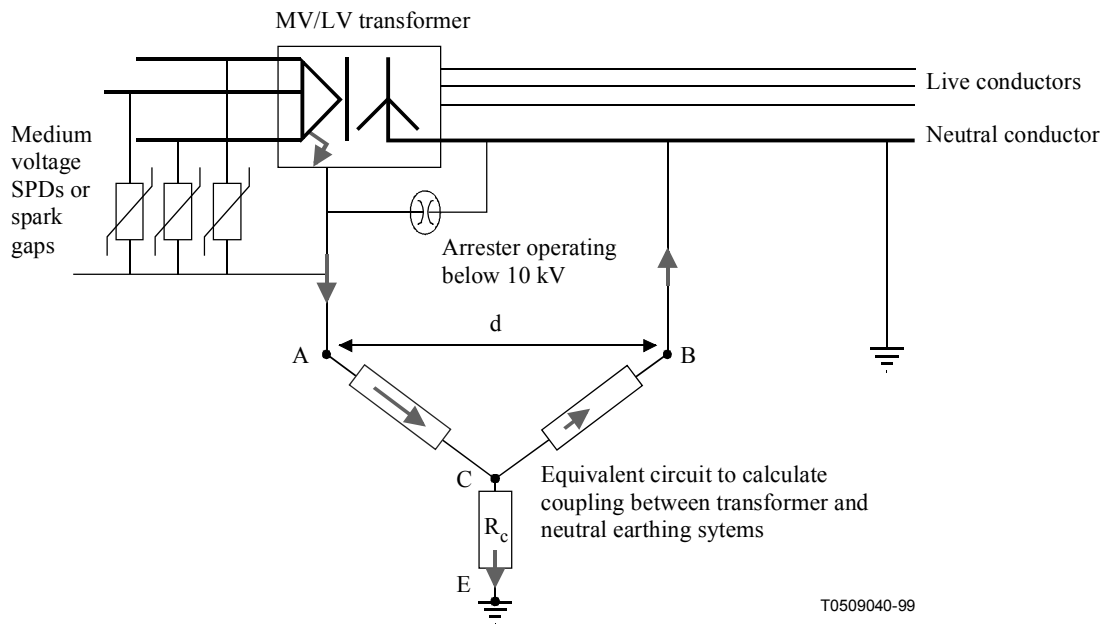 MV/LV transformer
Live conductors
Neutral conductor
Medium
voltage
SPDs or
spark
gaps
Arrester operating
below 10 kV
d
A
B
C
Equivalent circuit to calculate
coupling between transformer and
neutral earthing sytems
Rc
E
T0509040-99